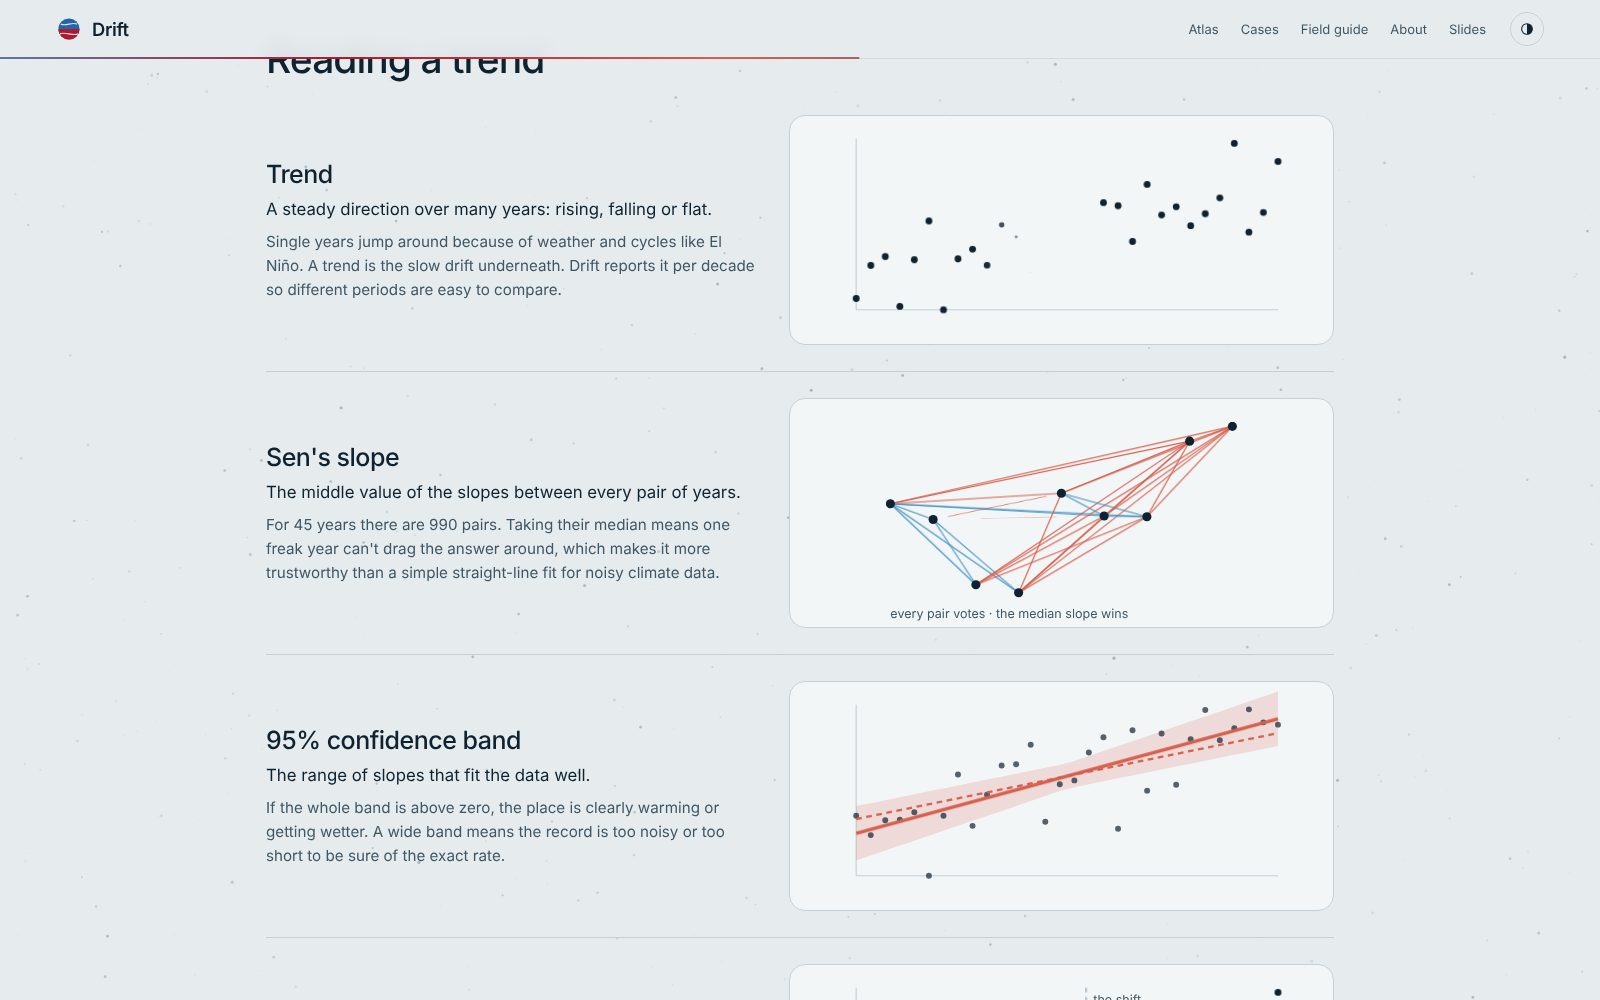 Drift
Atlas
Cases
Field guide
About
Slides
Reading a trend
Trend
A steady direction over many years: rising, falling or flat.
Single years jump around because of weather and cycles like El
Niño. A trend is the slow drift underneath. Drift reports it per decade
so different periods are easy to compare.
Sen's slope
The middle value of the slopes between every pair of years.
For 45 years there are 990 pairs. Taking their median means one
freak year can't drag the answer around, which makes it more
trustworthy than a simple straight-line fit for noisy climate data.
every pair votes · the median slope wins
95% confidence band
The range of slopes that fit the data well.
If the whole band is above zero, the place is clearly warming or
getting wetter. A wide band means the record is too noisy or too
short to be sure of the exact rate.
the shift